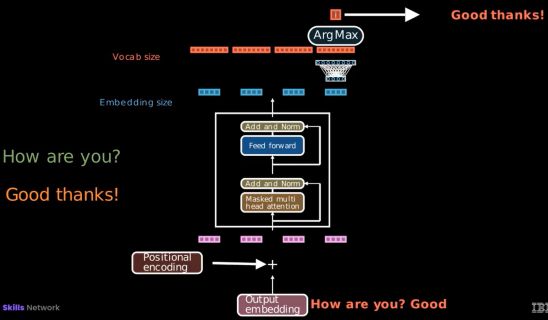 Good thanks!
ArgMax
Vocab size
Embedding size
Add and Norm
Feed forward
How are you?
Add and Norm
Good thanks!
Masked multi
head attention
Positional
encoding
+
Output
embedding
How are you? Good
Skills Network
IBM